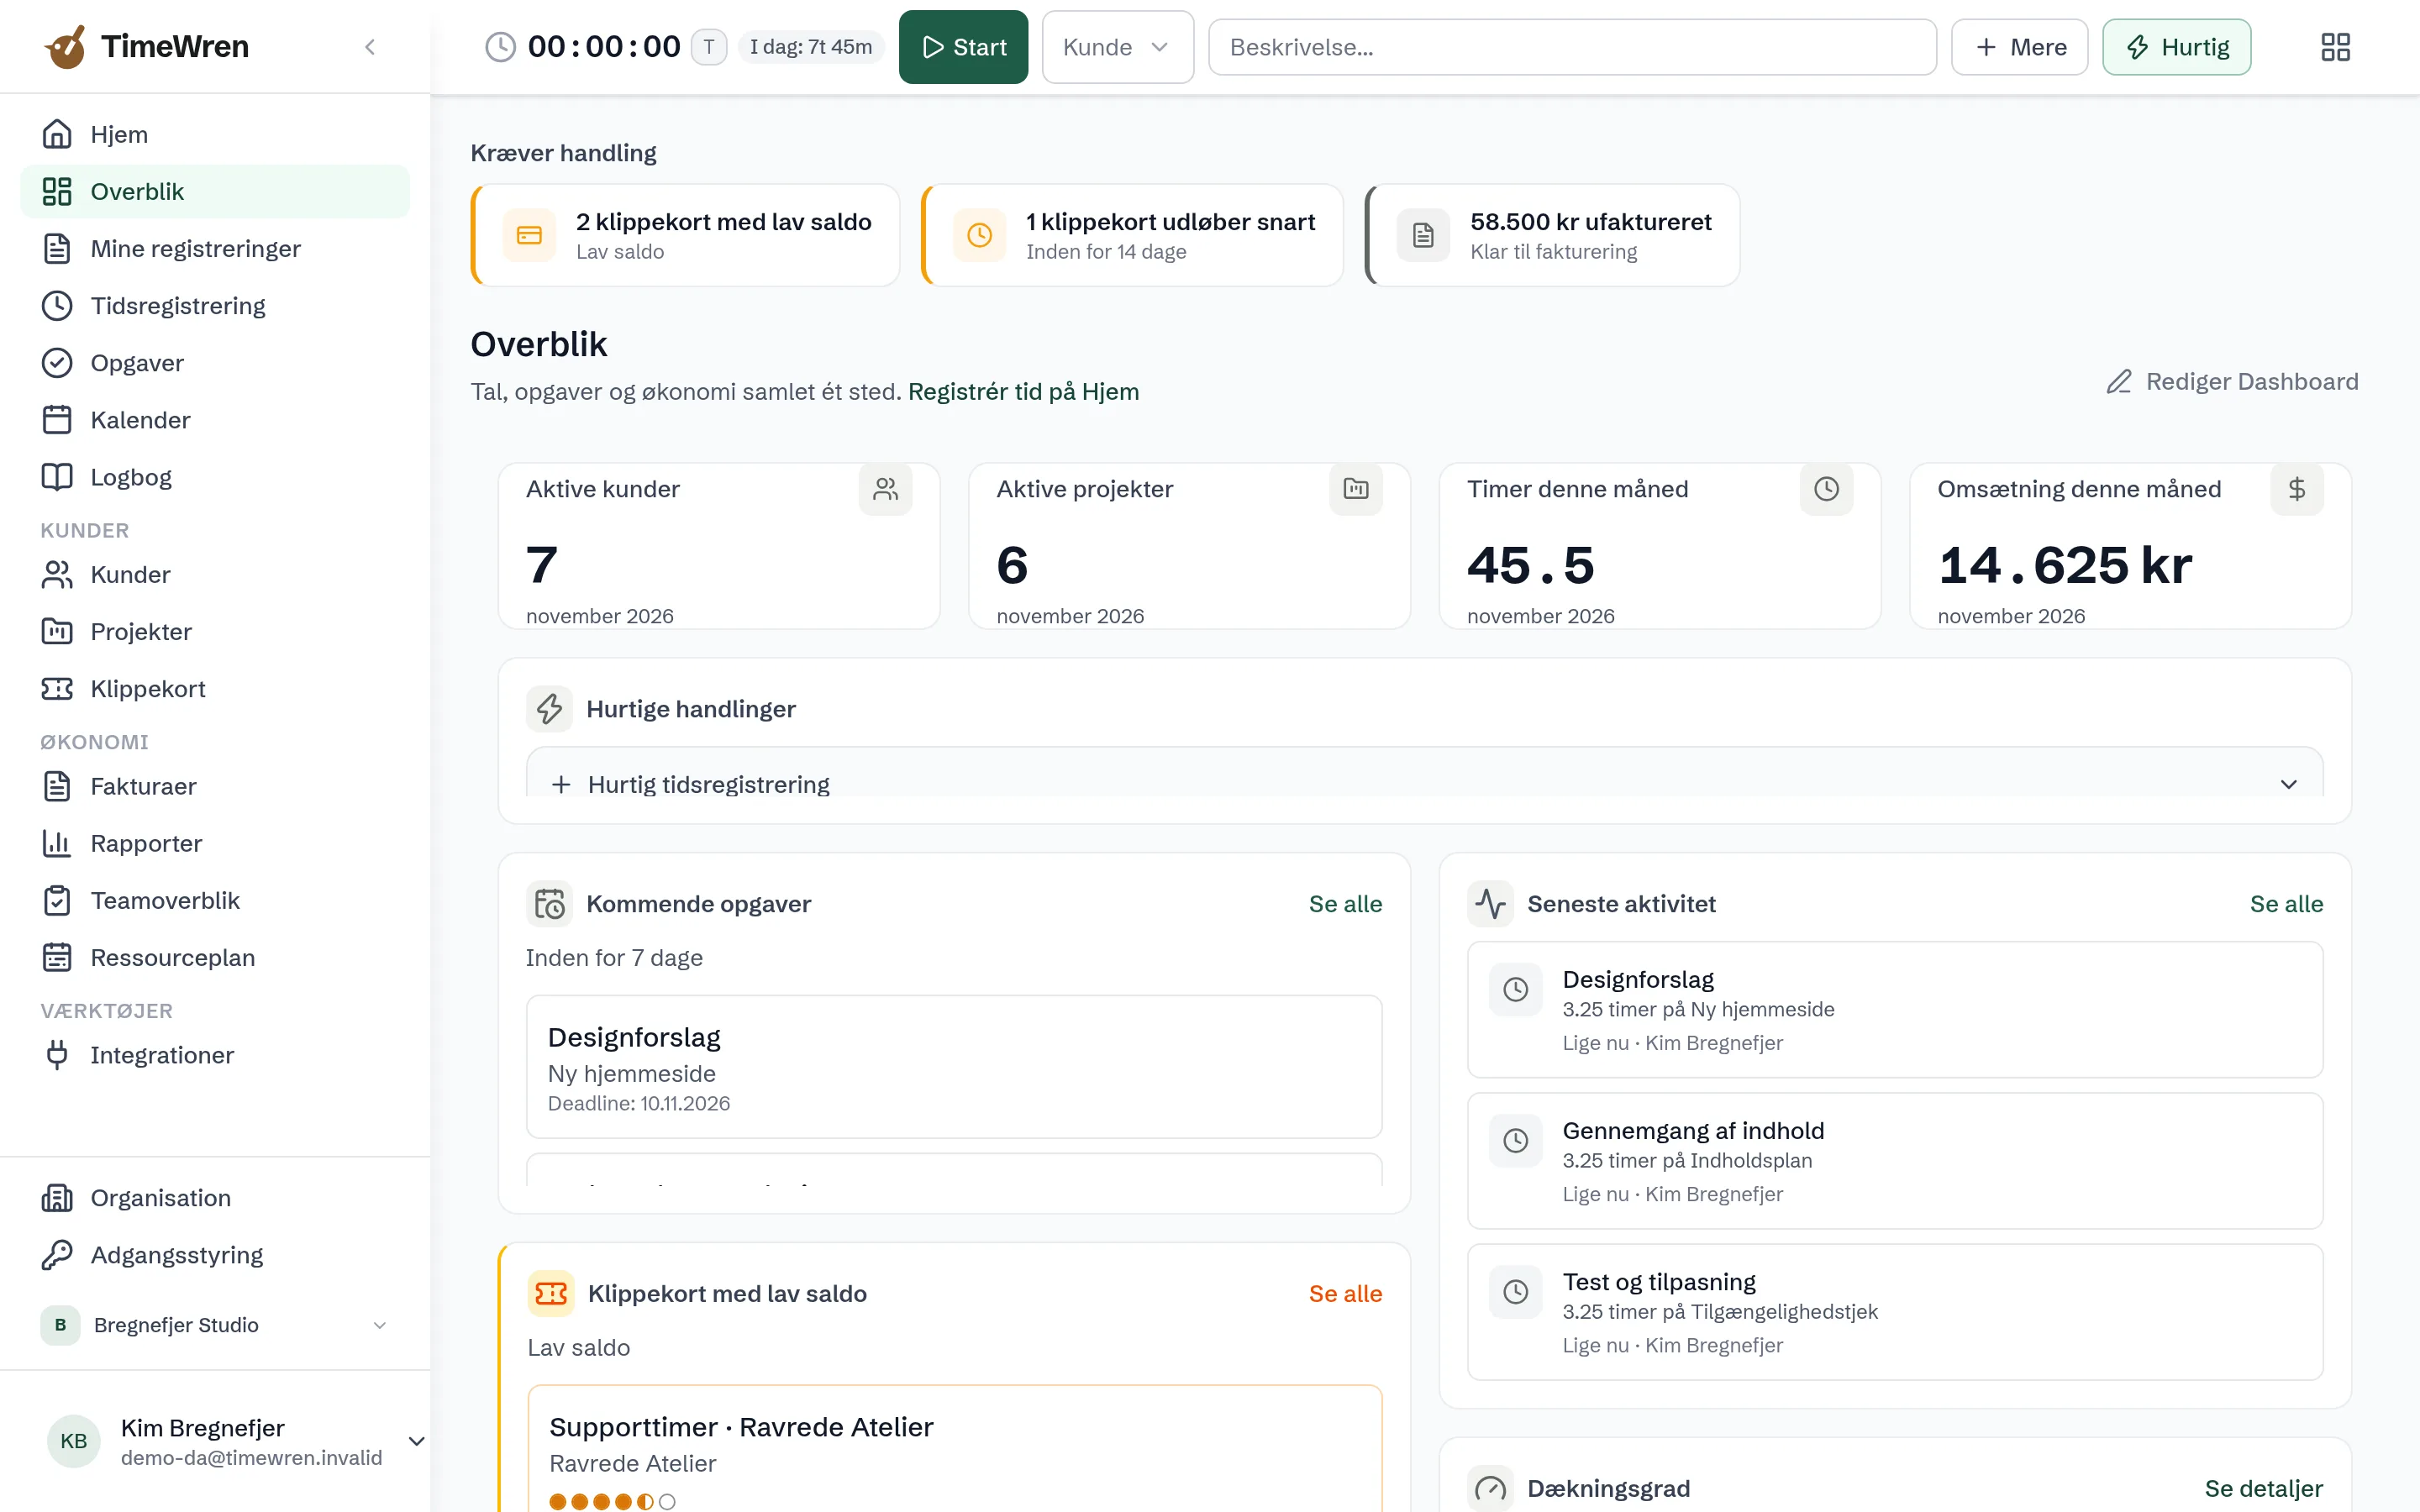 TimeWren
00:00:00
T
I dag: 7t 45m
Start
Kunde
Beskrivelse...
Mere
Hurtig
Hjem
Overblik
Mine registreringer
Tidsregistrering
Opgaver
Kalender
Logbog
KUNDER
Kunder
Projekter
Klippekort
ØKONOMI
Fakturaer
Rapporter
Teamoverblik
Ressourceplan
VÆRKTØJER
Integrationer
Organisation
Adgangsstyring
B
Bregnefjer Studio
KB
Kim Bregnefjer
demo-da@timewren.invalid
Kræver handling
2 klippekort med lav saldo
Lav saldo
1 klippekort udløber snart
Inden for 14 dage
58.500 kr ufaktureret
Klar til fakturering
Overblik
Tal, opgaver og økonomi samlet ét sted. Registrér tid på Hjem
Rediger Dashboard
Aktive kunder
7
november 2026
Aktive projekter
6
november 2026
Timer denne måned
45.5
november 2026
Omsætning denne måned
14.625 kr
november 2026
Hurtige handlinger
Hurtig tidsregistrering
Kommende opgaver
Se alle
Inden for 7 dage
Designforslag
Ny hjemmeside
Deadline: 10.11.2026
Klippekort med lav saldo
Se alle
Lav saldo
Supporttimer · Ravrede Atelier
Ravrede Atelier
Seneste aktivitet
Se alle
Designforslag
3.25 timer på Ny hjemmeside
Lige nu · Kim Bregnefjer
Gennemgang af indhold
3.25 timer på Indholdsplan
Lige nu · Kim Bregnefjer
Test og tilpasning
3.25 timer på Tilgængelighedstjek
Lige nu · Kim Bregnefjer
Dækningsgrad
Se detaljer